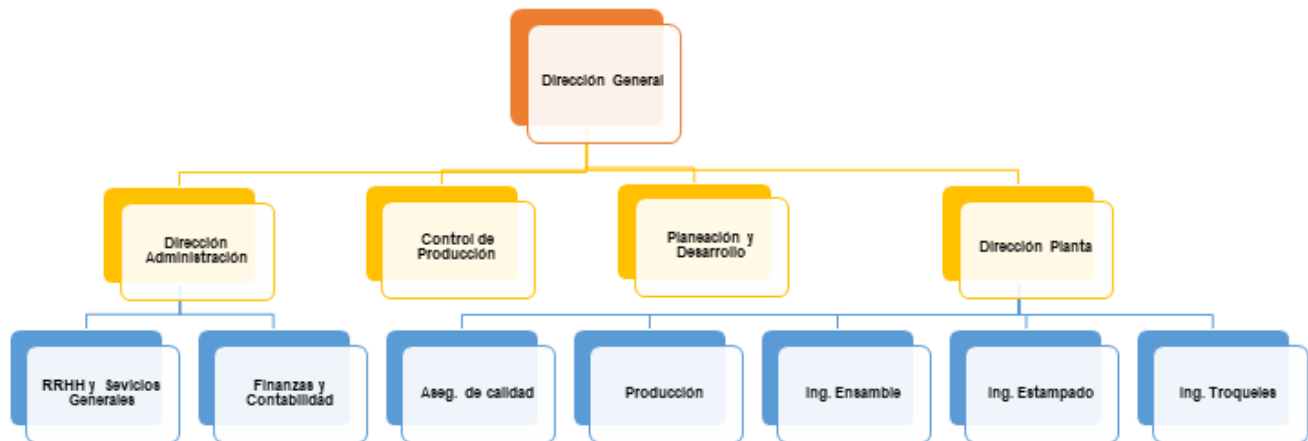 Dirección General
Dirección
Administración
Control de
Producción
Planeación y
Desarrollo
Dirección Planta
RRHH y Sevicios
Generales
Finanzas y
Contabilidad
Aseg. de calidad
Producción
Ing. Ensamble
Ing. Estampado
Ing. Troqueles